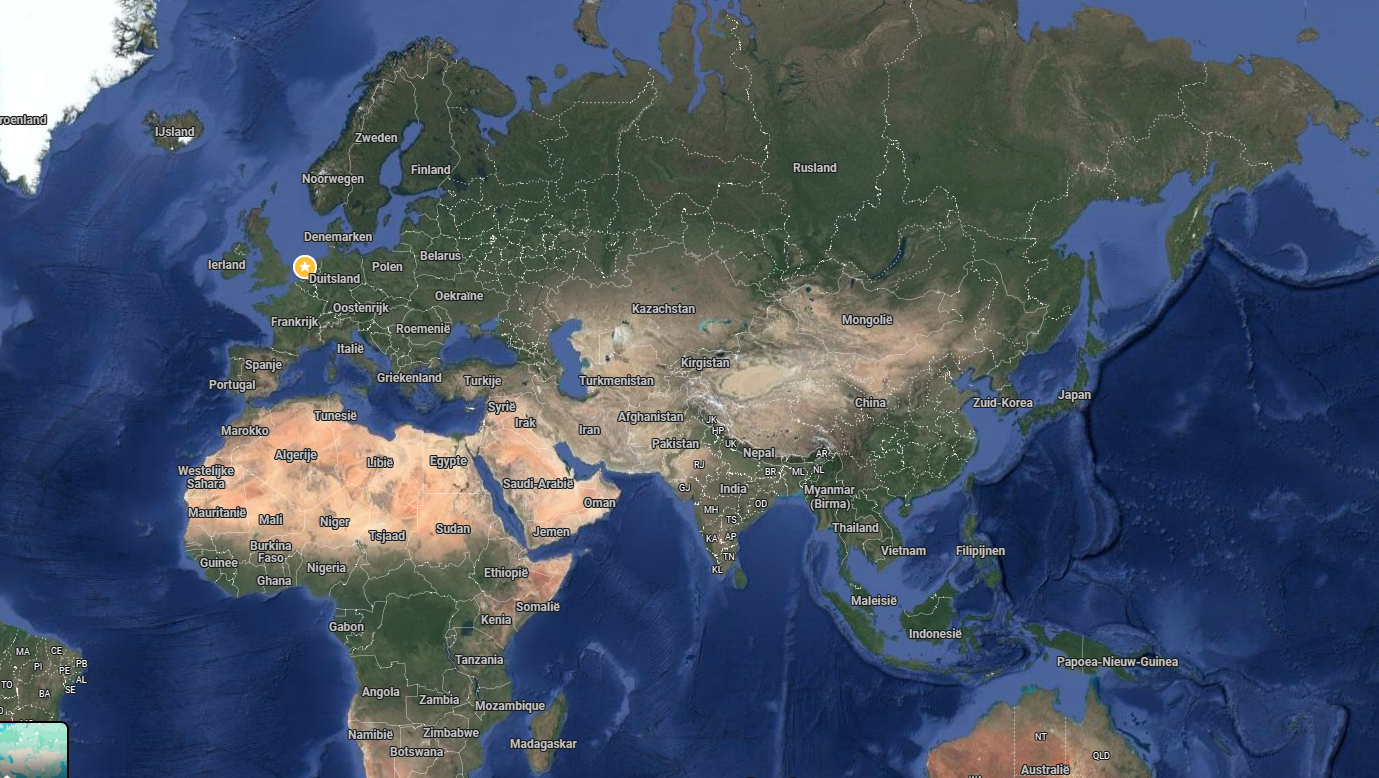 roenland
IJsland
Zweden
Finland
Noorwegen
Rusland
Denemarken
Belarus
Ierland
Polen
Duitsland
Oekraïne
Oostenrijk
Kazachstan
Frankrijk
Roemenië
Mongolië
Italië
Spanje
Kirgistan
Griekenland
Turkije
Turkmenistan
Portugal
Japan
China
Zuid-Korea
Syrië
Tunesië
Afghanistan
JK
Irak
Iran
Marokko
HP
Pakistan
UK
Nepal
AR
Algerije
Libië
Egypte
RJ
Westelijke
Sahara
BR
ML
NL
Saudi-Arabië
GJ
India
Myanmar
(Birma)
Oman
OD
Mauritanië
MH
Mali
Niger
TS
Sudan
Thailand
Tsjaad
Jemen
KA
AP
Burkina
Faso
Vietnam
Filipijnen
TN
Guinee
Nigeria
KL
Ethiopië
Ghana
Maleisië
Somalië
Kenia
Gabon
Indonesië
MA
CE
Tanzania
PB
Papoea-Nieuw-Guinea
PI
PE
AL
TO
SE
BA
Angola
Zambia
Mozambique
Namibië
Zimbabwe
NT
Madagaskar
Botswana
QLD
Australië